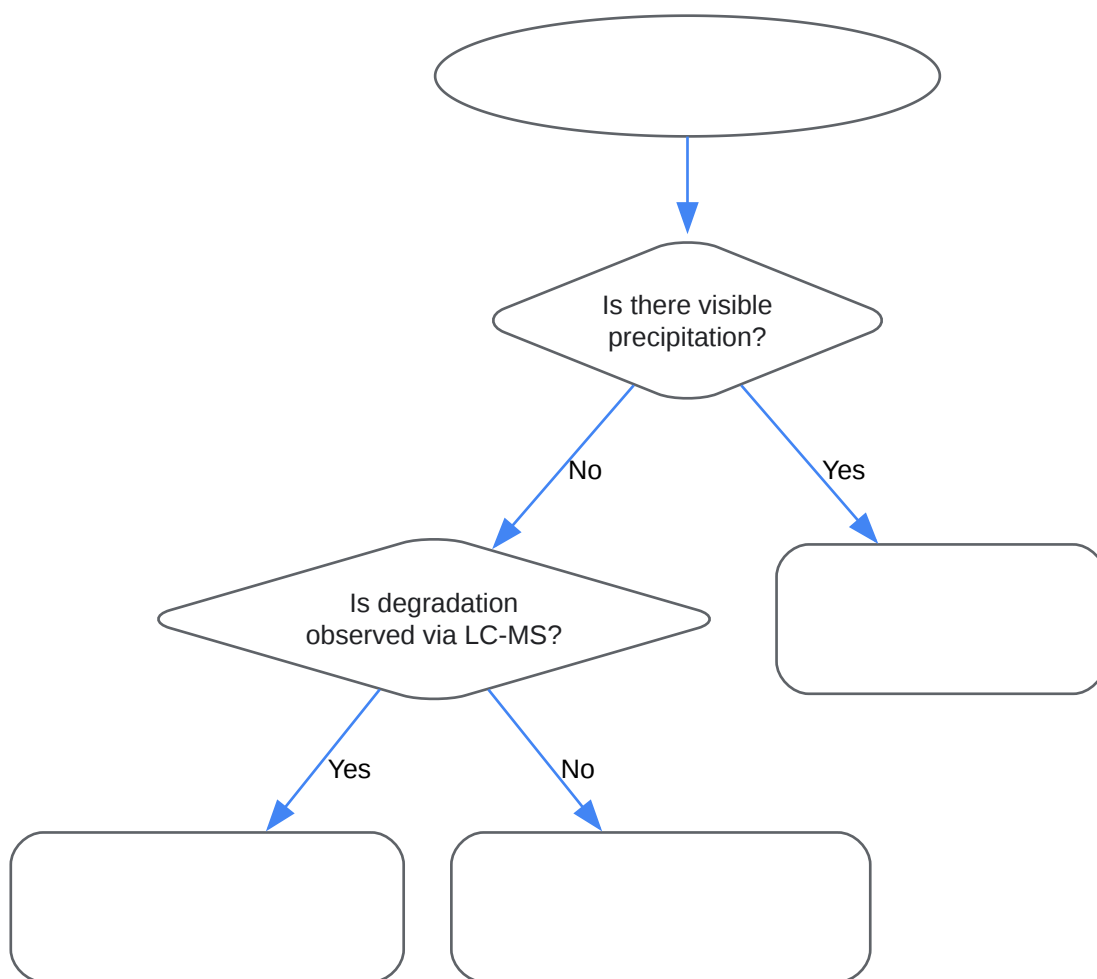 Is there visible
precipitation?
No
Yes
Is degradation
observed via LC-MS?
Yes
No